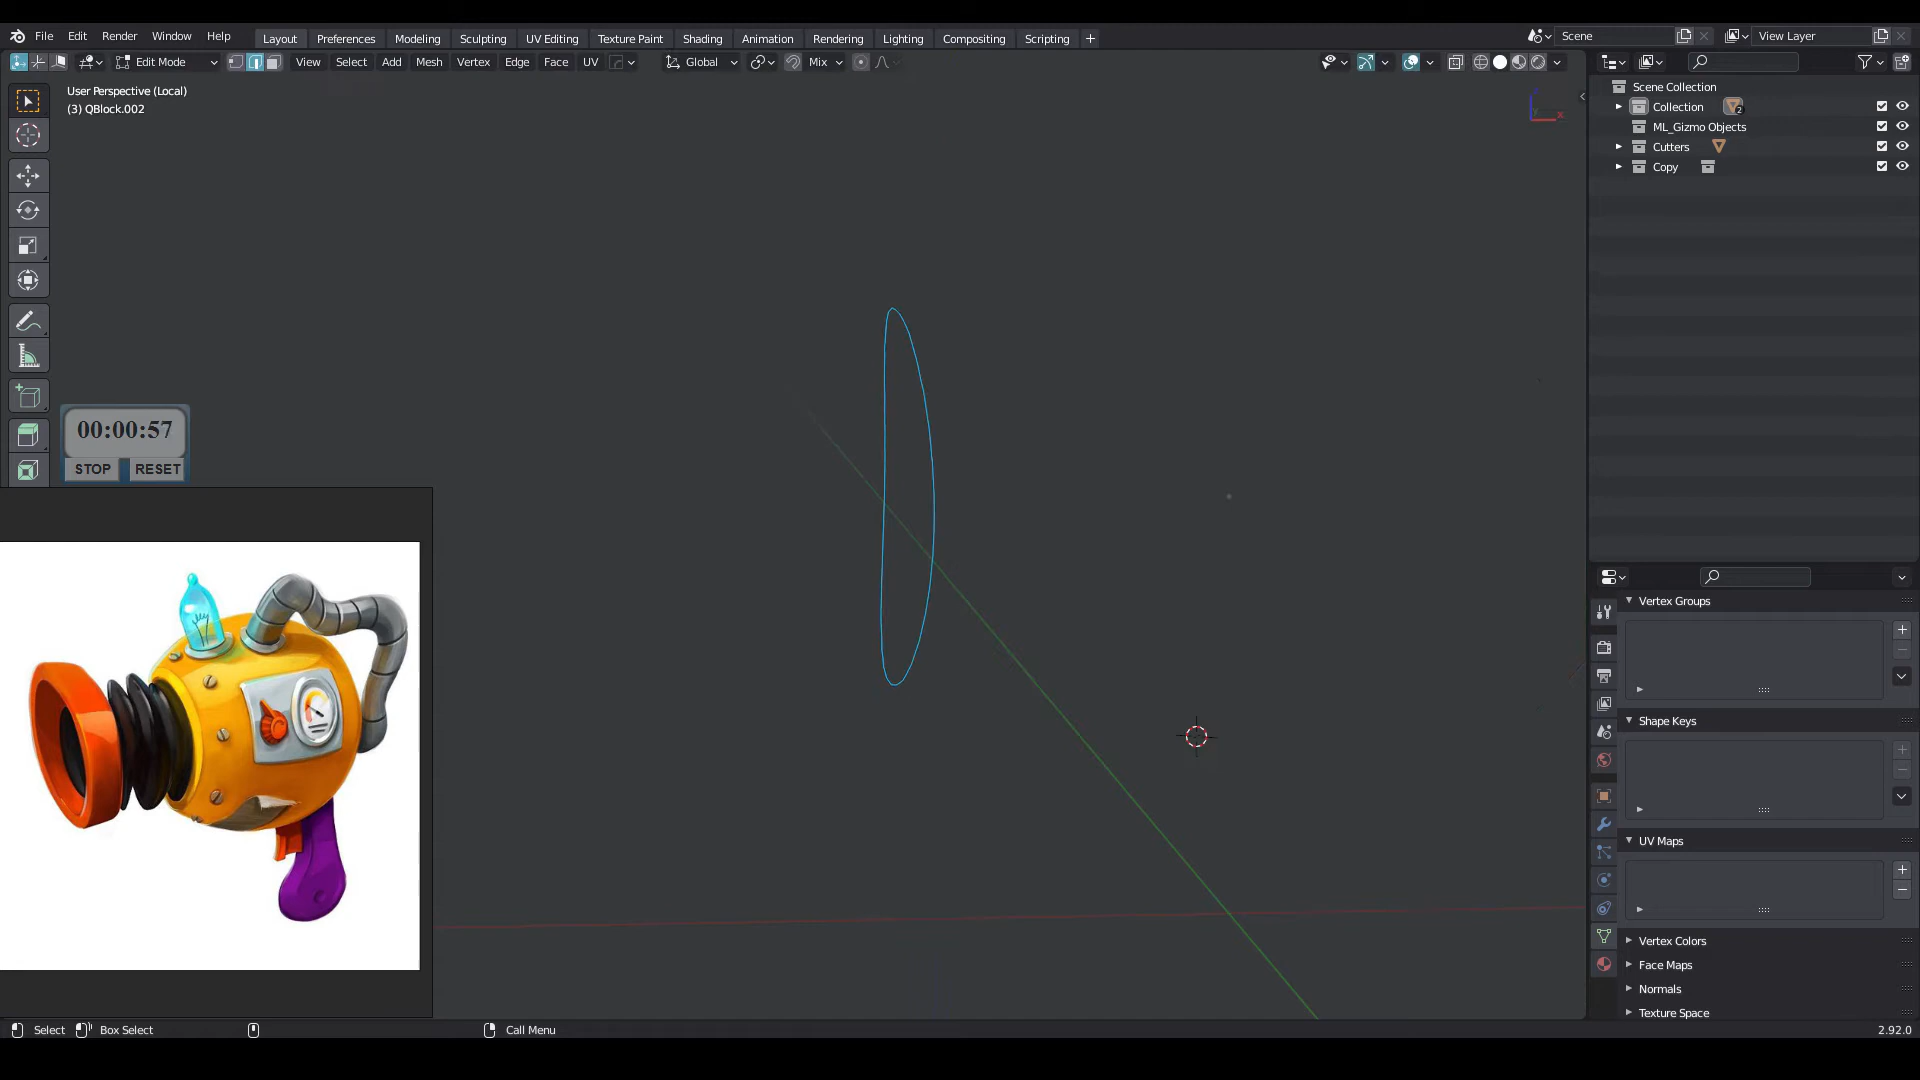 File Edit Render Window Help Layout Preferences Modeling Sculpting UV Editing Texture Paint Shading Animation Rendering Lighting Compositing Scripting + Scene View Layer
Edit Mode View Select Add Mesh Vertex Edge Face UV Global Mix
User Perspective (Local)
(3) QBlock.002
Scene Collection
Collection 2
ML_Gizmo Objects
Cutters
Copy
00:00:57
STOP RESET
Vertex Groups
Shape Keys
UV Maps
Vertex Colors
Face Maps
Normals
Texture Space
Select Box Select Call Menu 2.92.0